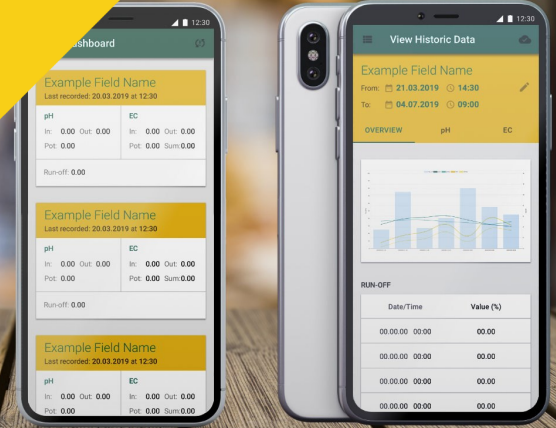 12:30
shboard
Example Field Name
Last recorded: 20.03.2019 at 12:30
pH
EC
In: 0.00 Out: 0.00
In: 0.00 Out: 0.00
Pot: 0.00
Pot: 0.00 Sum:0.00
Run-off: 0.00
Example Field Name
Last recorded: 20.03.2019 at 12:30
pH
EC
In: 0.00 Out: 0.00
In: 0.00 Out: 0.00
Pot: 0.00
Pot: 0.00 Sum:0.00
Run-off: 0.00
Example Field Name
Last recorded: 20.03.2019 at 12:30
pH
EC
In: 0.00 Out: 0.00
In: 0.00 Out: 0.00
Pot: 0.00
Pot: 0.00 Sum:0.00
12:30
View Historic Data
Example Field Name
From: 21.03.2019 14:30
To: 04.07.2019 09:00
OVERVIEW pH EC
RUN-OFF
Date/Time Value (%)
00.00.00 00:00 00.00
00.00.00 00:00 00.00
00.00.00 00:00 00.00
00.00.00 00:00 00.00